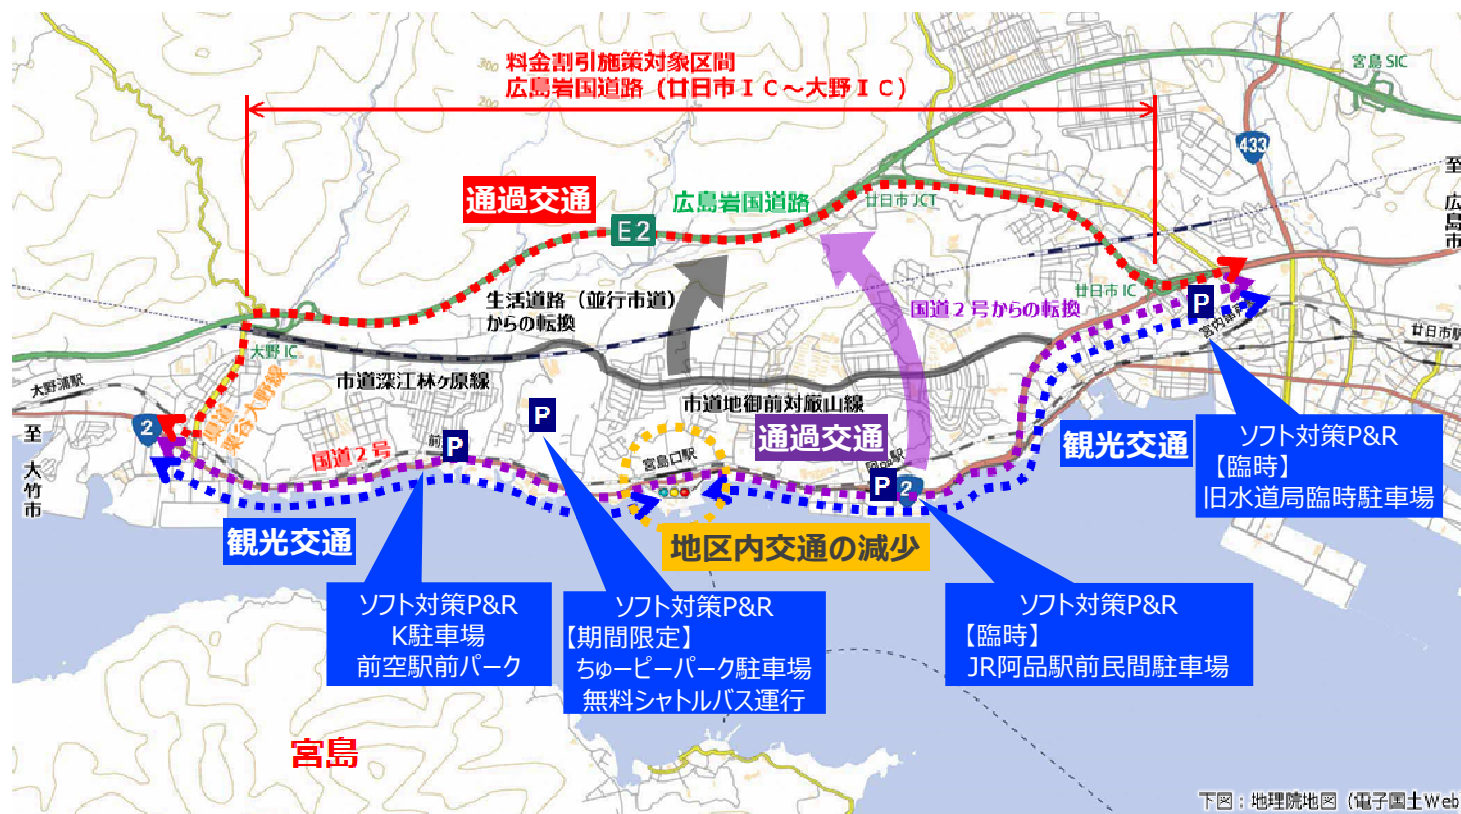 料金割引施策対象区間
広島岩国道路（廿日市ＩＣ～大野ＩＣ）
宮島SIC
433
至 広島市
300
通過交通
E2
広島岩国道路
廿日市JCT
生活道路（並行市道）
からの転換
国道２号からの転換
廿日市IC
P
大野IC
市道深江林ヶ原線
市道地御前対厳山線
廿日市駅
大野浦駅
2
至 大竹市
国道２号
P
P
宮島口駅
通過交通
P
2
観光交通
観光交通
地区内交通の減少
ソフト対策P&R
【臨時】
旧水道局臨時駐車場
ソフト対策P&R
K駐車場
前空駅前パーク
ソフト対策P&R
【期間限定】
ちゅーピーパーク駐車場
無料シャトルバス運行
ソフト対策P&R
【臨時】
JR阿品駅前民間駐車場
宮島
下図：地理院地図（電子国土Web